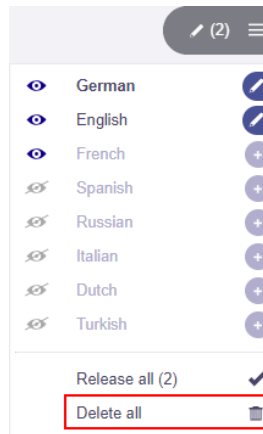 (2)
German
English
French
Spanish
Russian
Italian
Dutch
Turkish
Release all (2)
Delete all